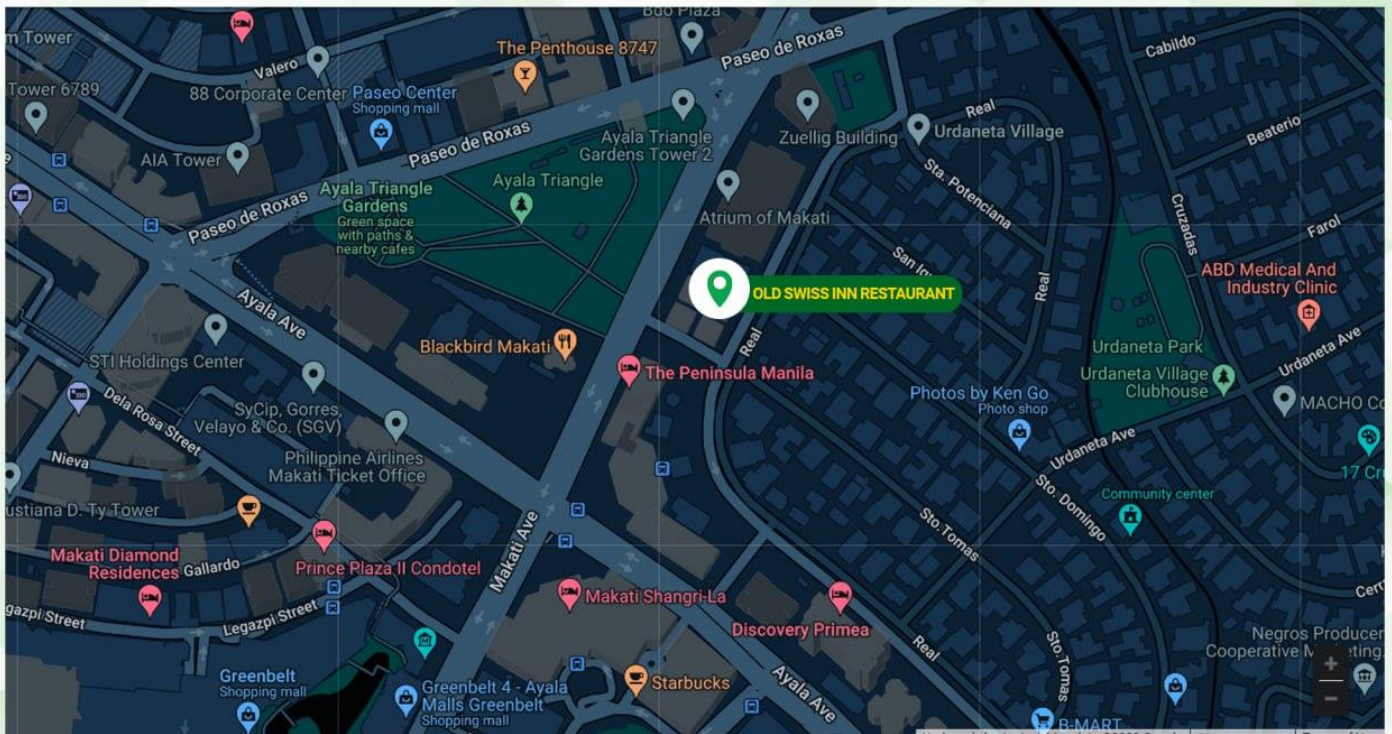 Bdo Plaza
m Tower
The Penthouse 8747
Paseo de Roxas
Cabildo
Valero
Tower 6789
88 Corporate Center
Paseo Center
Shopping mall
Real
Beaterio
Ayala Triangle
Gardens Tower 2
Zuellig Building
Urdaneta Village
AIA Tower
Paseo de Roxas
Sta. Potenciana
Ayala Triangle
Gardens
Green space
with paths &
nearby cafes
Ayala Triangle
Atrium of Makati
Cruzadas
Farol
Paseo de Roxas
San Ig
Real
ABD Medical And
Industry Clinic
OLD SWISS INN RESTAURANT
Ayala Ave
STI Holdings Center
Blackbird Makati
Real
Urdaneta Park
Urdaneta Ave
The Peninsula Manila
Urdaneta Village
Clubhouse
Dela Rosa Street
SyCip, Gorres,
Velayo & Co. (SGV)
Photos by Ken Go
Photo shop
MACHO Co
Urdaneta Ave
Nieva
Philippine Airlines
Makati Ticket Office
17 Cru
ustiana D. Ty Tower
Sto. Domingo
Community center
Sto.Tomas
Makati Ave
Makati Diamond
Residences
Gallardo
Prince Plaza II Condotel
Makati Shangri-La
Cerr
gazpi Street
Legazpi Street
Discovery Primea
Real
Sto.Tomas
Negros Producer
Cooperative M eting.
Greenbelt
Shopping mall
Greenbelt 4 - Ayala
Malls Greenbelt
Shopping mall
Starbucks
Ayala Ave
B-MART